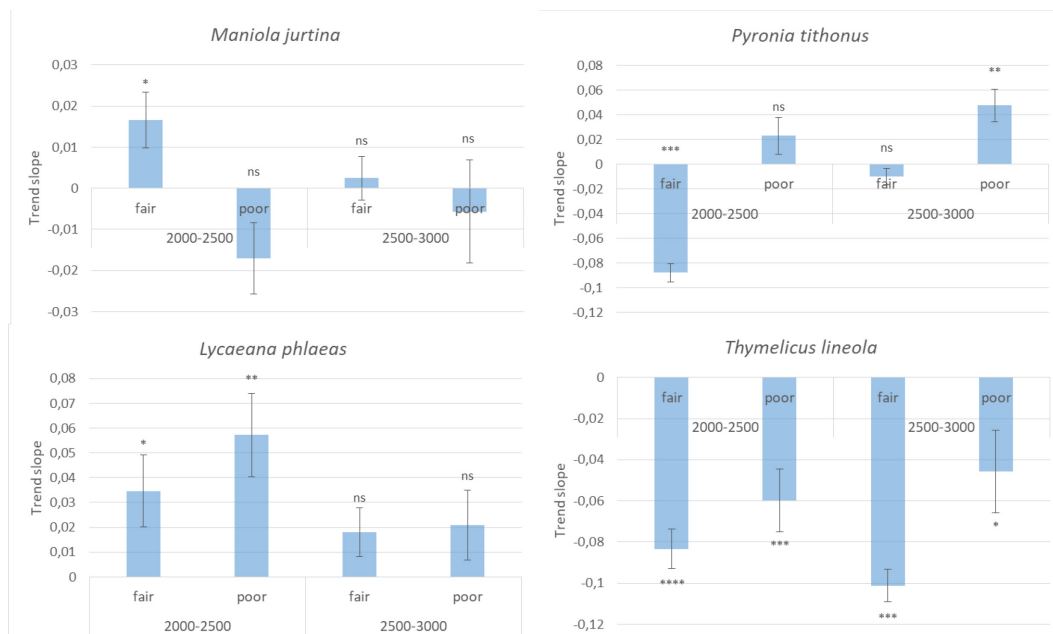 Maniola jurtina
0,03
0,02
0,01
0
-0,01
-0,02
-0,03
Trend slope
*
ns
ns
ns
fair
poor
fair
poor
2000-2500
2500-3000
Pyronia tithonus
0,08
0,06
0,04
0,02
0
-0,02
-0,04
-0,06
-0,08
-0,1
-0,12
Trend slope
***
ns
ns
**
fair
poor
fair
poor
2000-2500
2500-3000
Lycaeana phlaeas
0,08
0,07
0,06
0,05
0,04
0,03
0,02
0,01
0
Trend slope
*
**
ns
ns
fair
poor
fair
poor
2000-2500
2500-3000
Thymelicus lineola
0
-0,02
-0,04
-0,06
-0,08
-0,1
-0,12
Trend slope
fair
poor
fair
poor
2000-2500
2500-3000
****
***
***
*